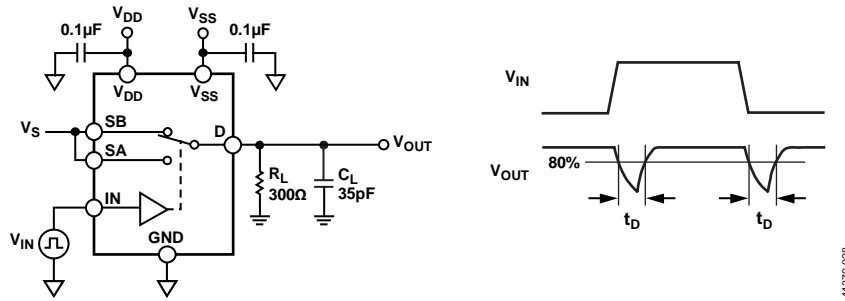 V_DD V_SS
0.1µF 0.1µF
V_DD V_SS
V_S SB D V_OUT
SA
R_L
300Ω
C_L
35pF
IN
V_IN
GND
V_IN
V_OUT 80%
t_D t_D